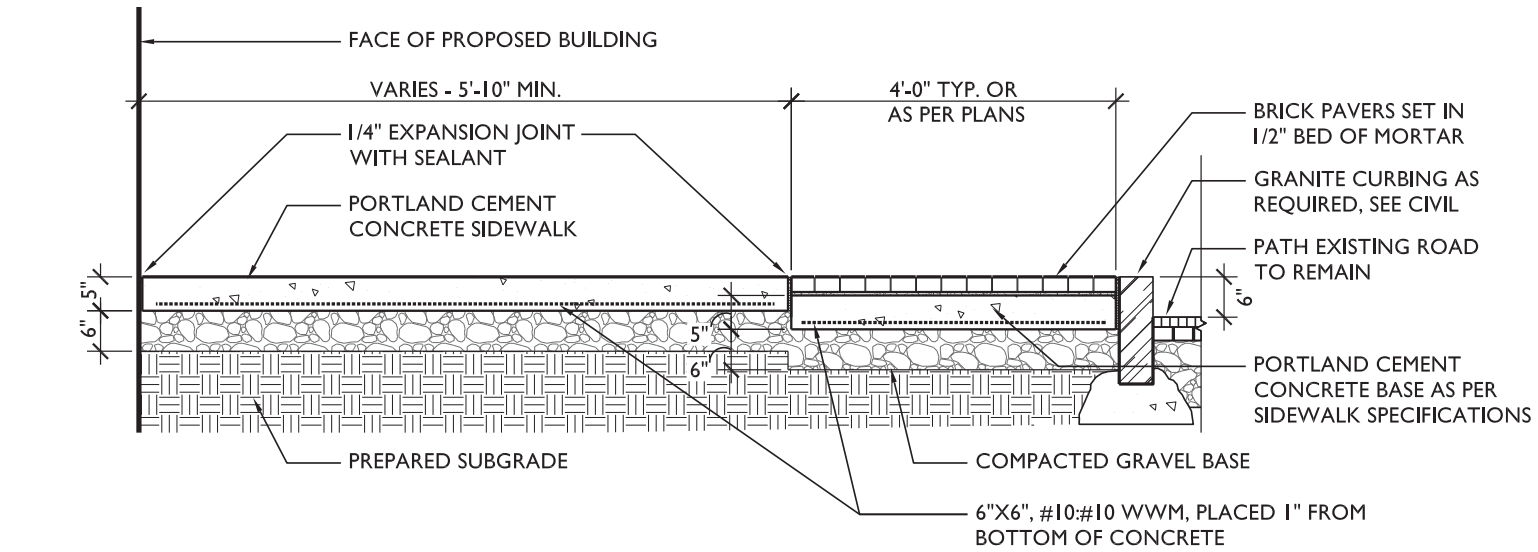 FACE OF PROPOSED BUILDING
VARIES - 5'-10" MIN.
4'-0" TYP. OR
AS PER PLANS
1/4" EXPANSION JOINT
WITH SEALANT
BRICK PAVERS SET IN
1/2" BED OF MORTAR
PORTLAND CEMENT
CONCRETE SIDEWALK
GRANITE CURBING AS
REQUIRED, SEE CIVIL
PATH EXISTING ROAD
TO REMAIN
5"
6"
5"
6"
6"
PORTLAND CEMENT
CONCRETE BASE AS PER
SIDEWALK SPECIFICATIONS
PREPARED SUBGRADE
COMPACTED GRAVEL BASE
6"X6", #10:#10 WWM, PLACED 1" FROM
BOTTOM OF CONCRETE